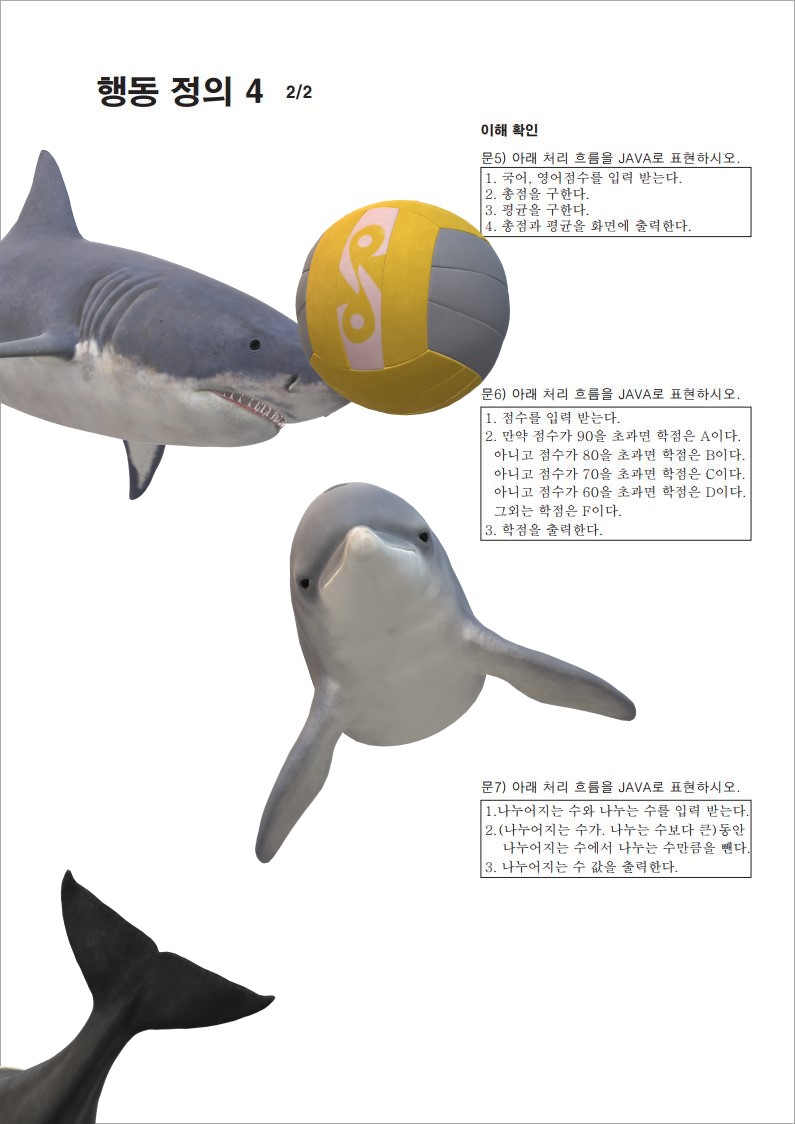 행동 정의 4 2/2
이해 확인
문5) 아래 처리 흐름을 JAVA로 표현하시오.
1. 국어, 영어점수를 입력 받는다.
2. 총점을 구한다.
3. 평균을 구한다.
4. 총점과 평균을 화면에 출력한다.
문6) 아래 처리 흐름을 JAVA로 표현하시오.
1. 점수를 입력 받는다.
2. 만약 점수가 90을 초과면 학점은 A이다.
아니고 점수가 80을 초과면 학점은 B이다.
아니고 점수가 70을 초과면 학점은 C이다.
아니고 점수가 60을 초과면 학점은 D이다.
그외는 학점은 F이다.
3. 학점을 출력한다.
문7) 아래 처리 흐름을 JAVA로 표현하시오.
1.나누어지는 수와 나누는 수를 입력 받는다.
2.(나누어지는 수가. 나누는 수보다 큰)동안
나누어지는 수에서 나누는 수만큼을 뺀다.
3. 나누어지는 수 값을 출력한다.